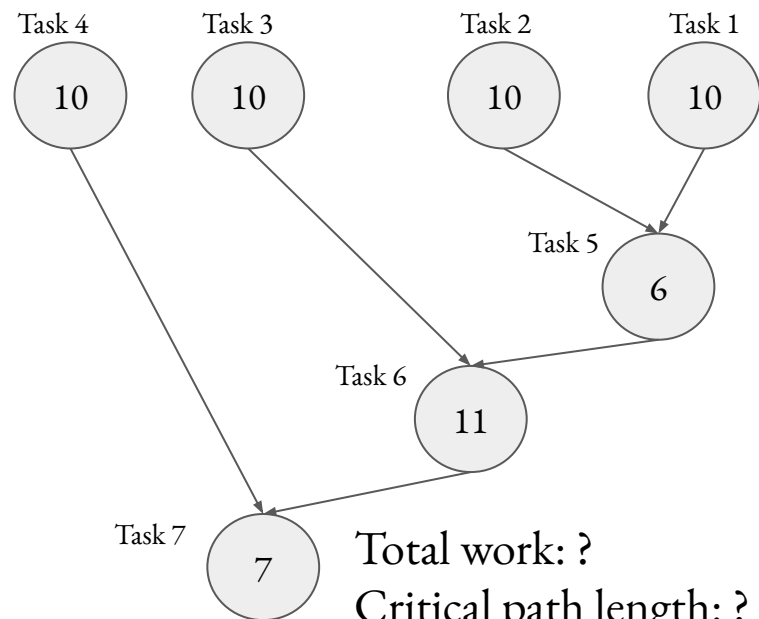 Task 4
Task 3
Task 2
Task 1
10
10
10
10
Task 5
6
Task 6
11
Task 7
7
Total work: ?
Critical path length: ?